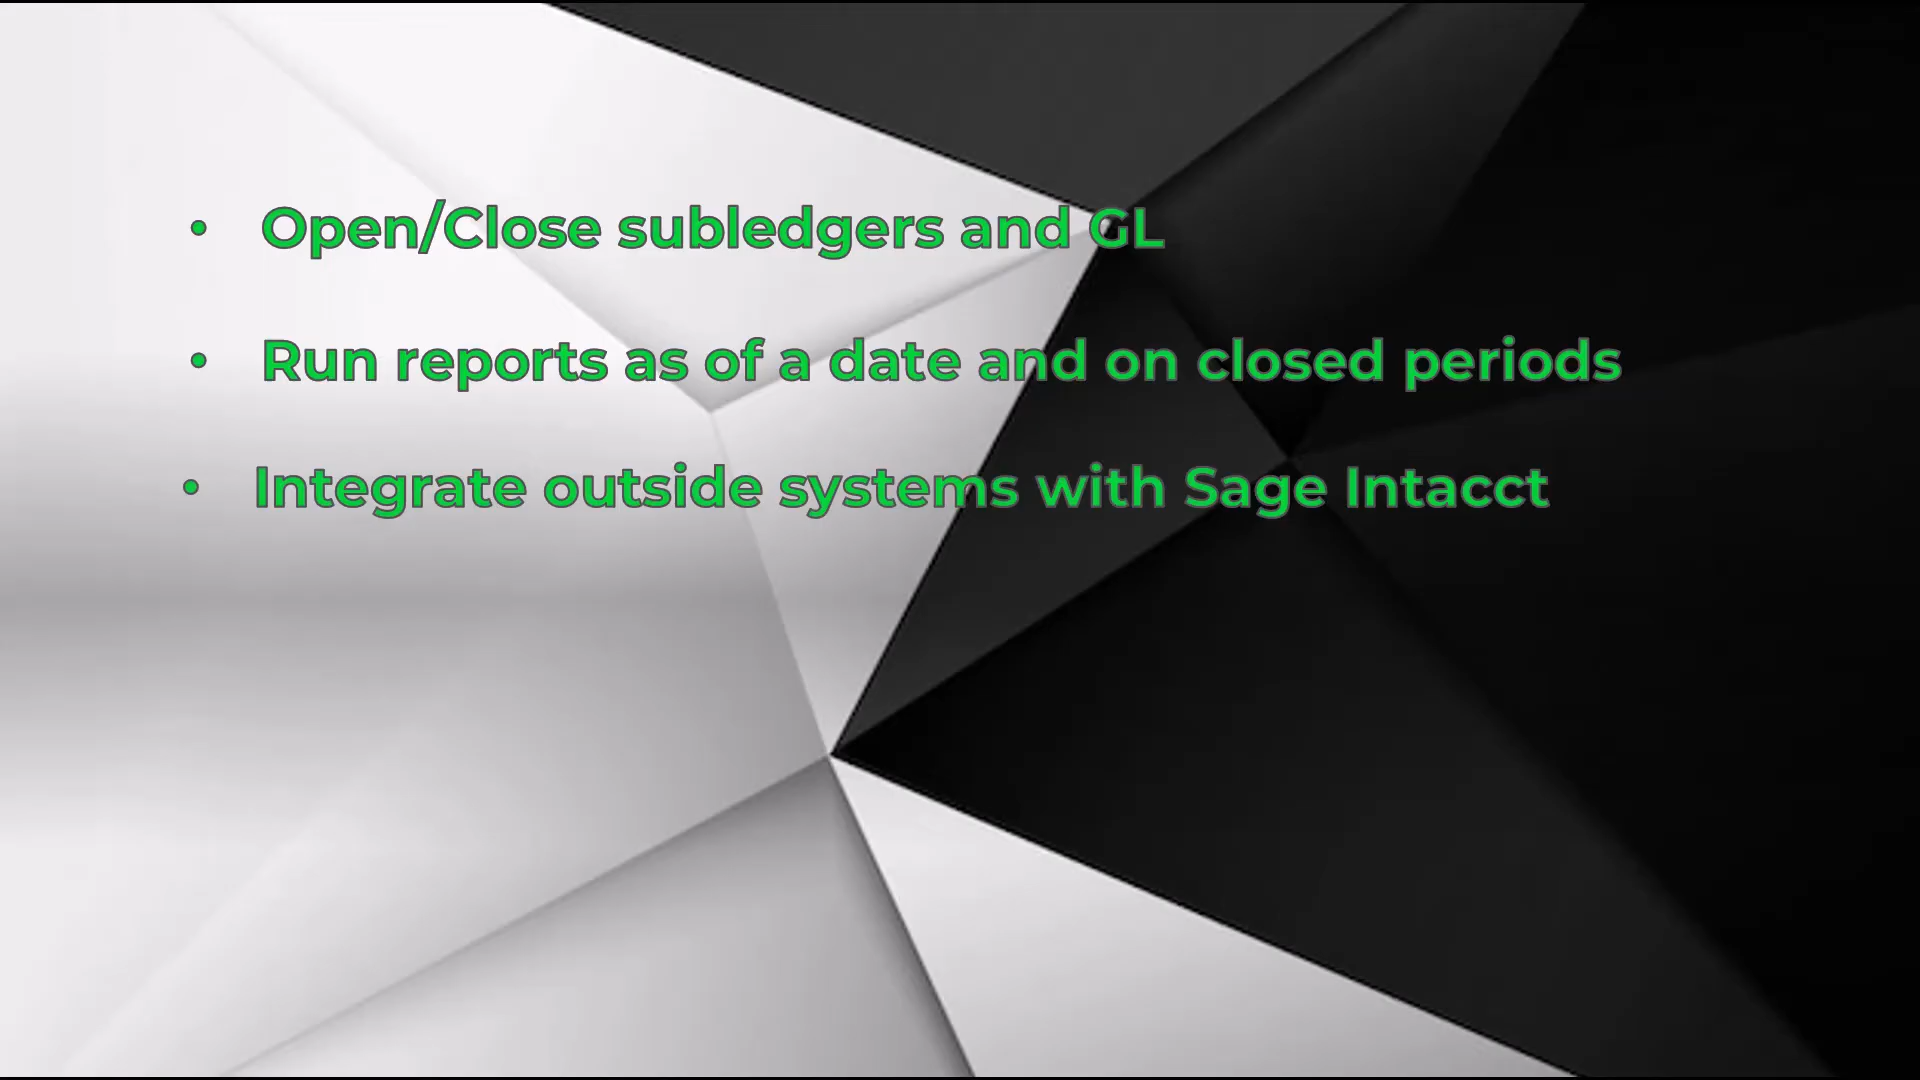 • Open/Close subledgers and GL
• Run reports as of a date and on closed periods
• Integrate outside systems with Sage Intacct